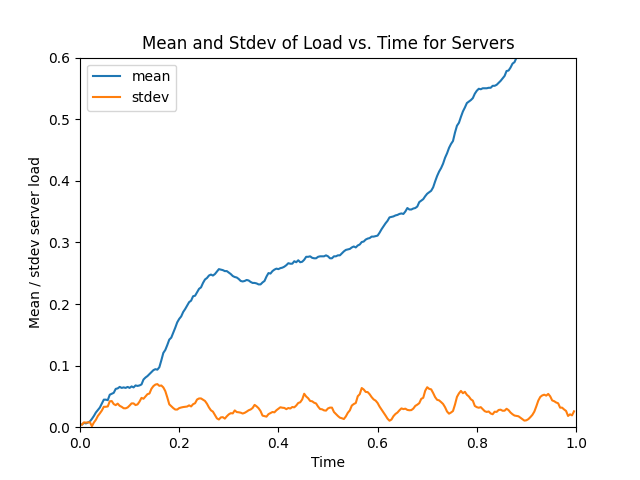 Mean and Stdev of Load vs. Time for Servers
mean
stdev
Mean / stdev server load
0.6
0.5
0.4
0.3
0.2
0.1
0.0
0.0 0.2 0.4 0.6 0.8 1.0
Time